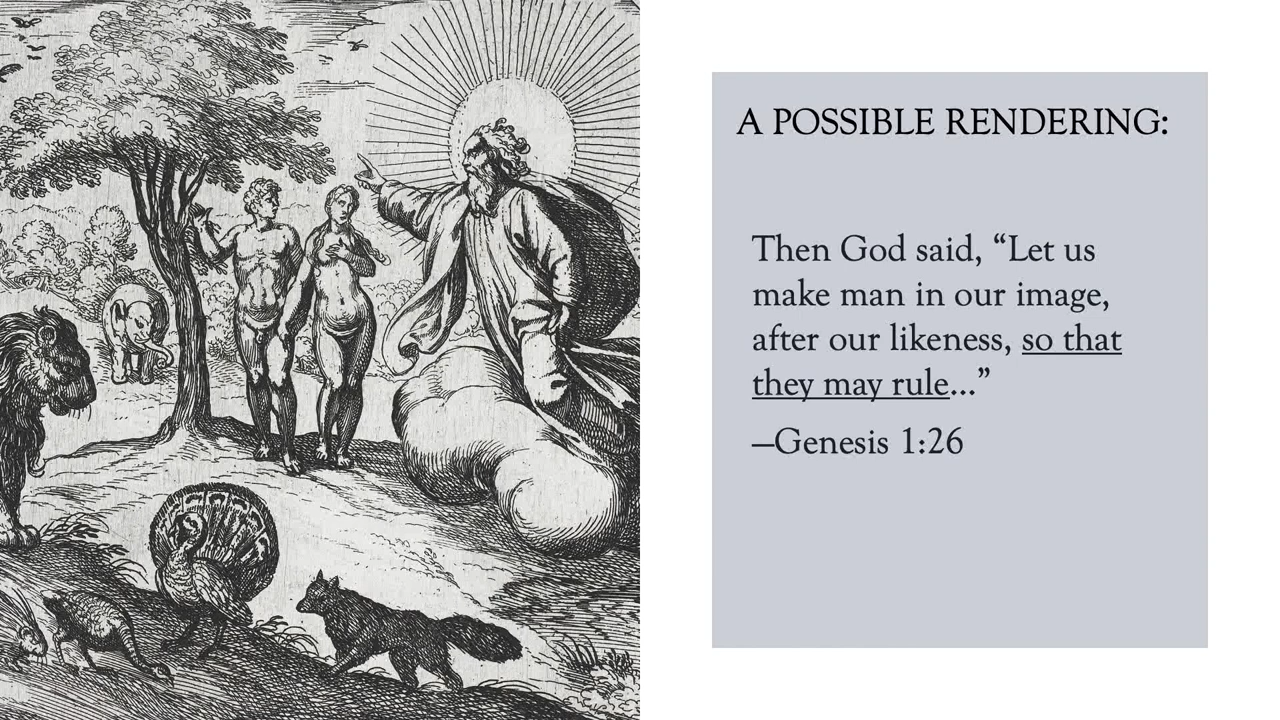 A POSSIBLE RENDERING:
Then God said, “Let us
make man in our image,
after our likeness, so that
they may rule…”
—Genesis 1:26